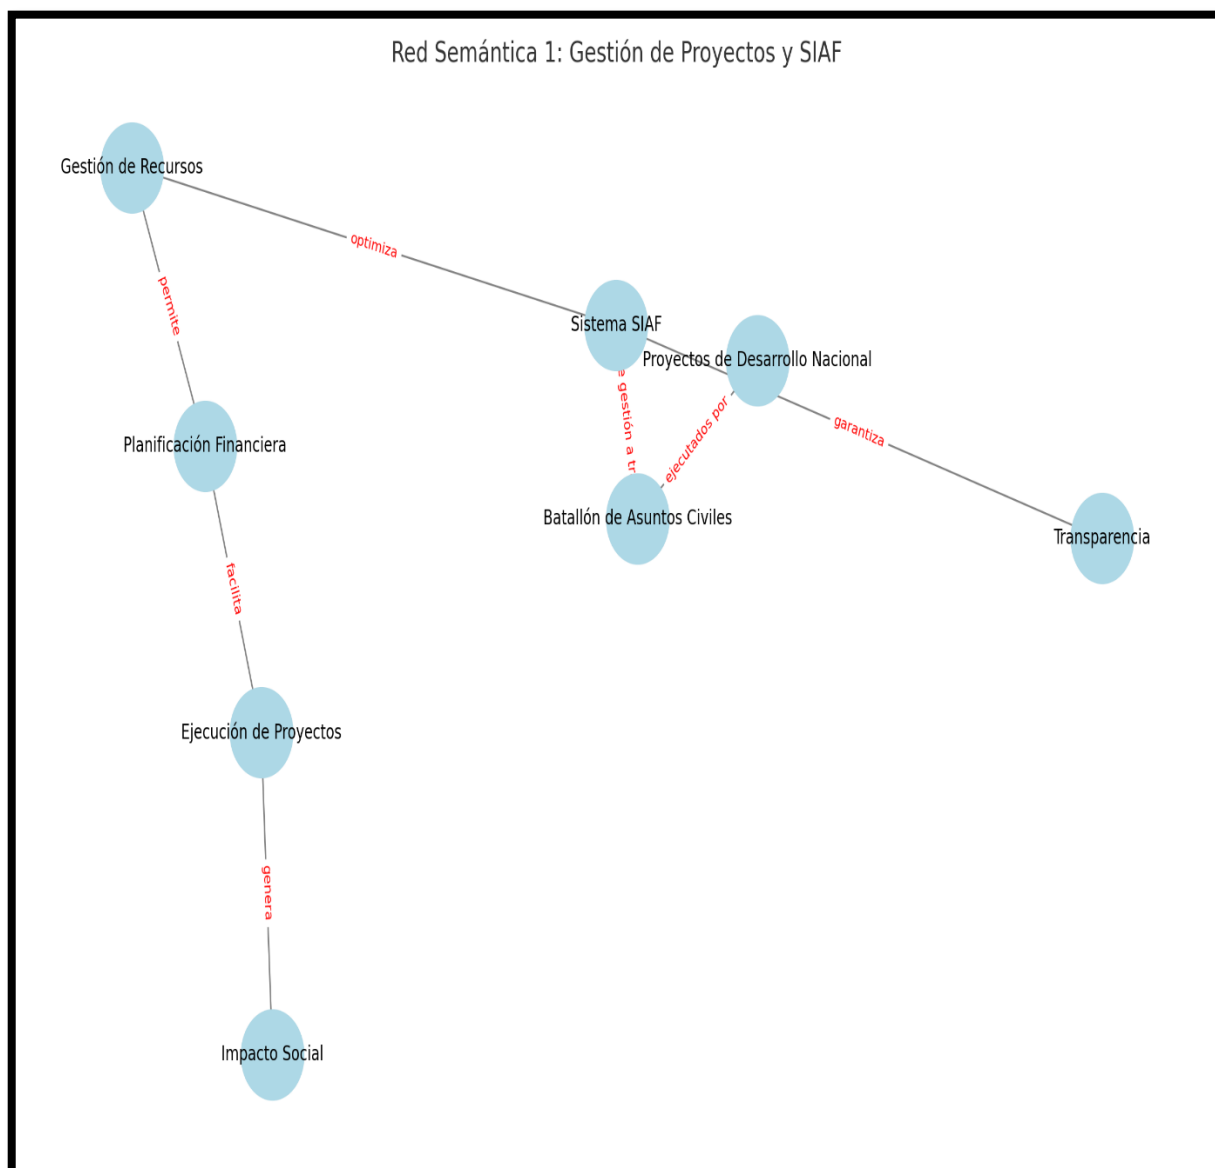 Red Semántica 1: Gestión de Proyectos y SIAF
Gestión de Recursos
optimiza
permite
Sistema SIAF
Proyectos de Desarrollo Nacional
gestión a
ejecutados por
garantiza
Planificación Financiera
Batallón de Asuntos Civiles
Transparencia
facilita
Ejecución de Proyectos
genera
Impacto Social